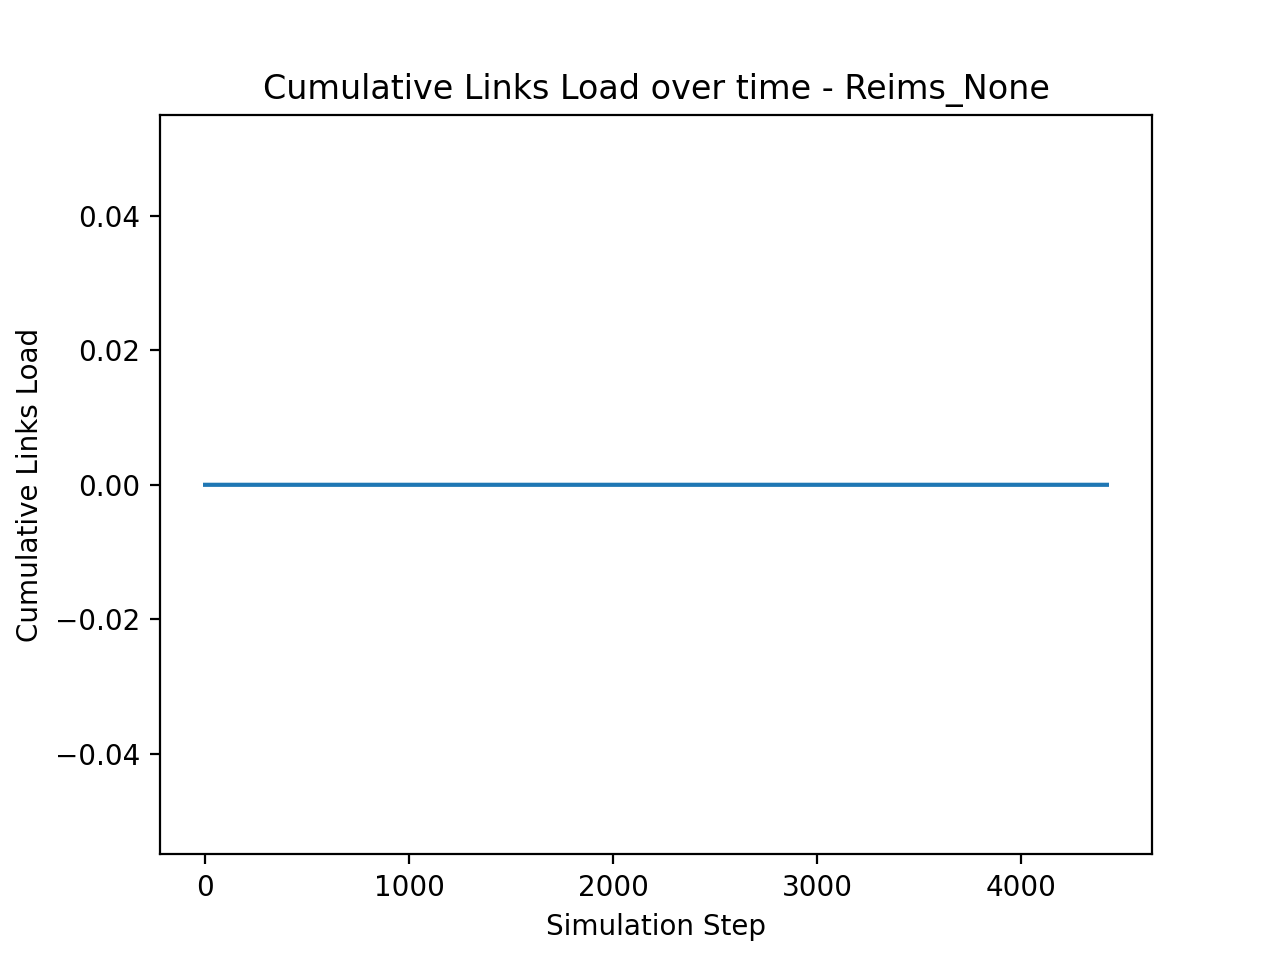 Cumulative Links Load over time - Reims_None
Cumulative Links Load
0.04
0.02
0.00
−0.02
−0.04
0 1000 2000 3000 4000
Simulation Step